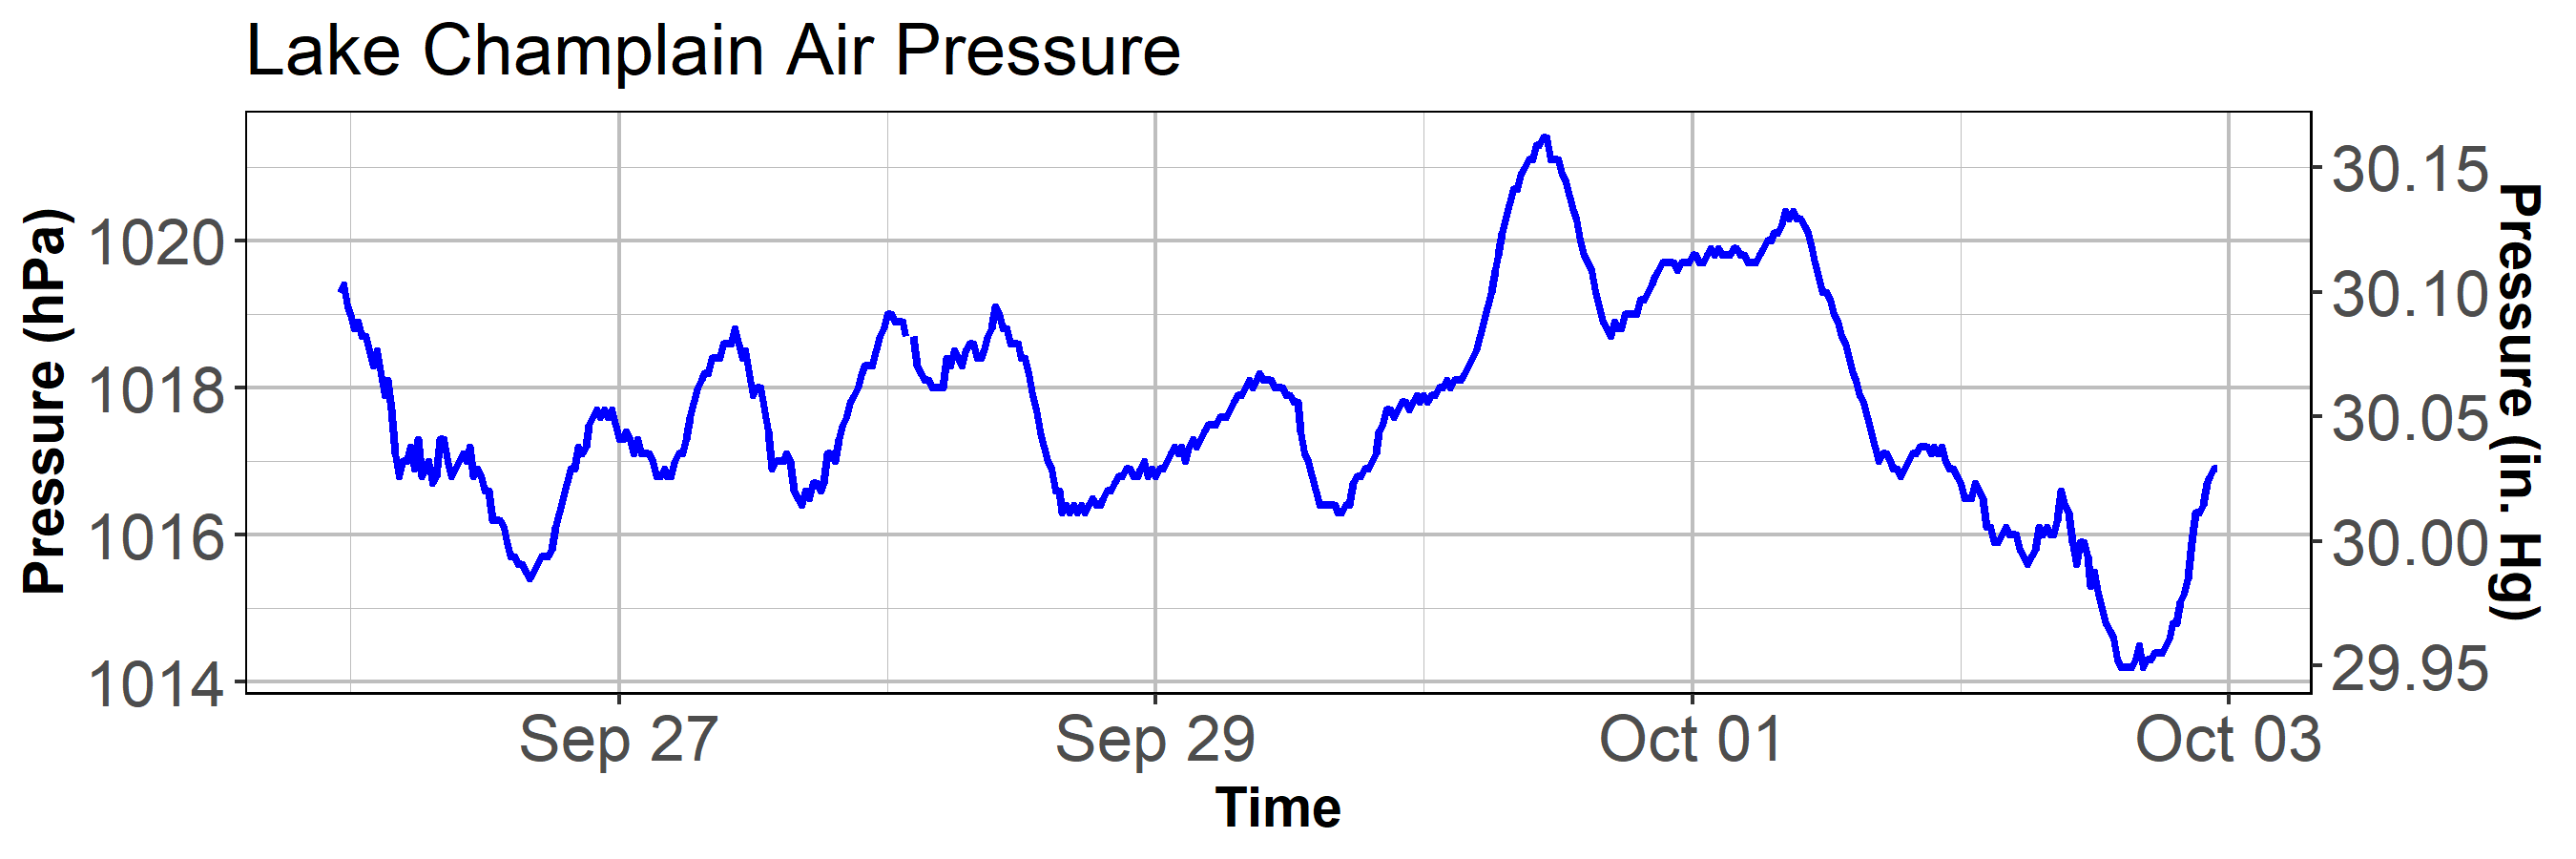 Lake Champlain Air Pressure
Pressure (hPa)
1020
1018
1016
1014
30.15
30.10
30.05
30.00
29.95
Pressure (in. Hg)
Sep 27
Sep 29
Oct 01
Oct 03
Time